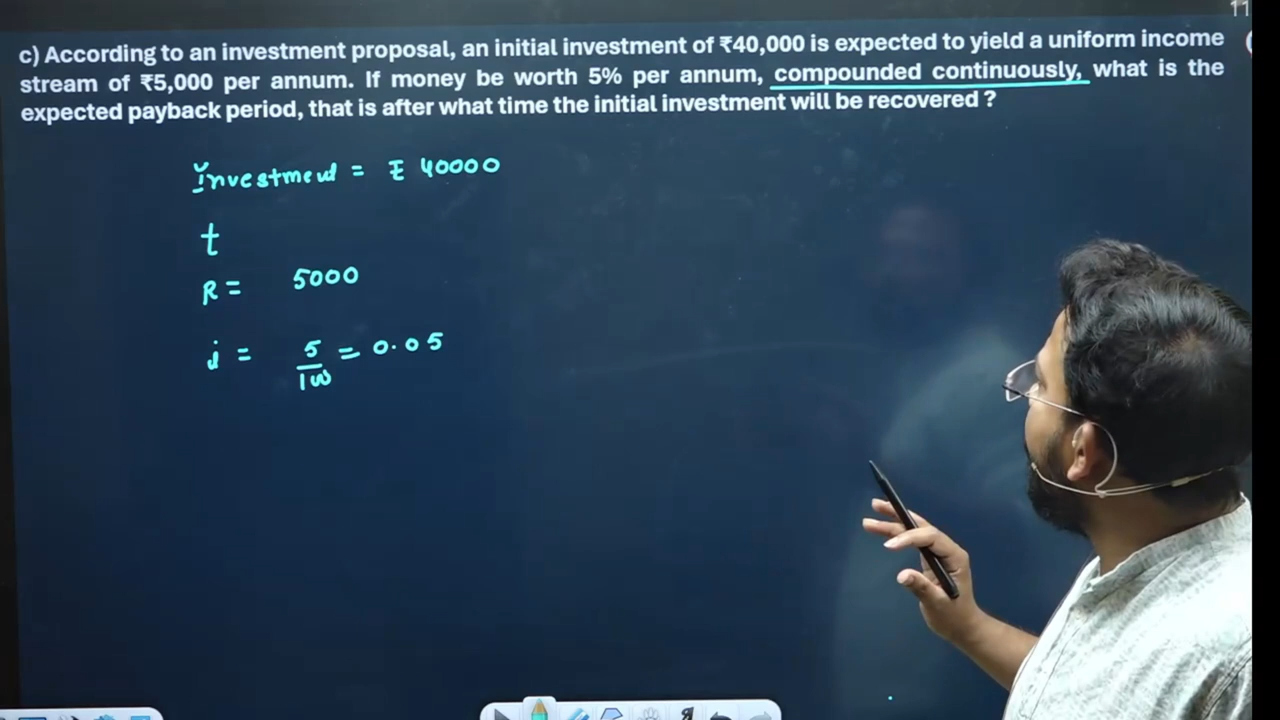 11
c) According to an investment proposal, an initial investment of ₹40,000 is expected to yield a uniform income
stream of ₹5,000 per annum. If money be worth 5% per annum, compounded continuously, what is the
expected payback period, that is after what time the initial investment will be recovered ?
Investment = ₹ 40000
t
R = 5000
i = 5/100 = 0.05